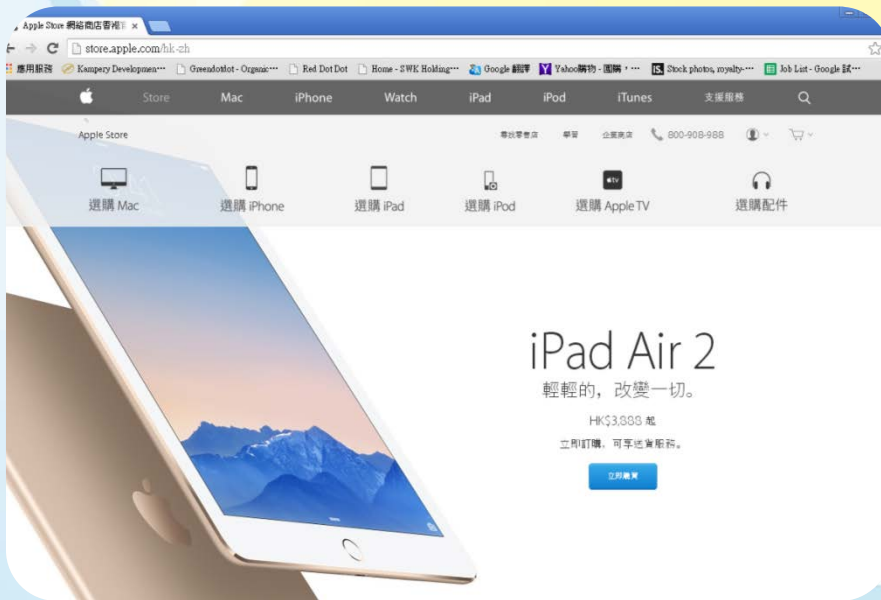 Apple Store 網絡商店香港
store.apple.com/hk-zh
應用服務 Kampery Developmen… Greendotdot - Organic… Red Dot Dot Home - SWK Holding… Google 翻譯 Yahoo購物 - 團購，… Stock photos, royalty-… Job List - Google 試…
Store Mac iPhone Watch iPad iPod iTunes 支援服務
Apple Store 尋找零售店 學習 企業商店 800-908-988
tv
選購 Mac 選購 iPhone 選購 iPad 選購 iPod 選購 Apple TV 選購配件
iPad Air 2
輕輕的，改變一切。
HK$3,888 起
立即訂購，可享送貨服務。
立即選購